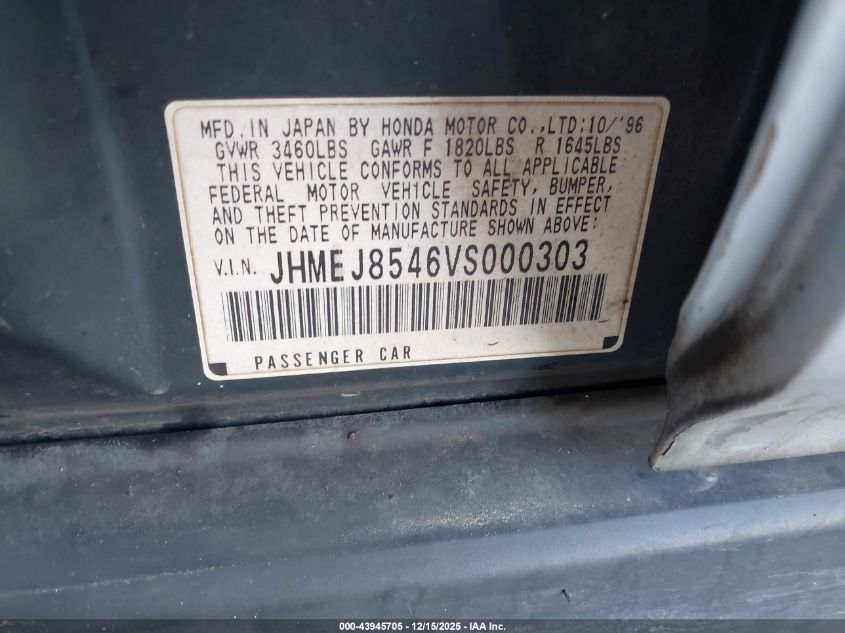 MFD. IN JAPAN BY HONDA MOTOR CO.,LTD:10/'96
GVWR 3460LBS GAWR F 1820LBS R 1645LBS
THIS VEHICLE CONFORMS TO ALL APPLICABLE
FEDERAL MOTOR VEHICLE SAFETY, BUMPER,
AND THEFT PREVENTION STANDARDS IN EFFECT
ON THE DATE OF MANUFACTURE SHOWN ABOVE:
V.I.N. JHMEJ8546VS000303
PASSENGER CAR
000-43945705 - 12/15/2025 - IAA Inc.